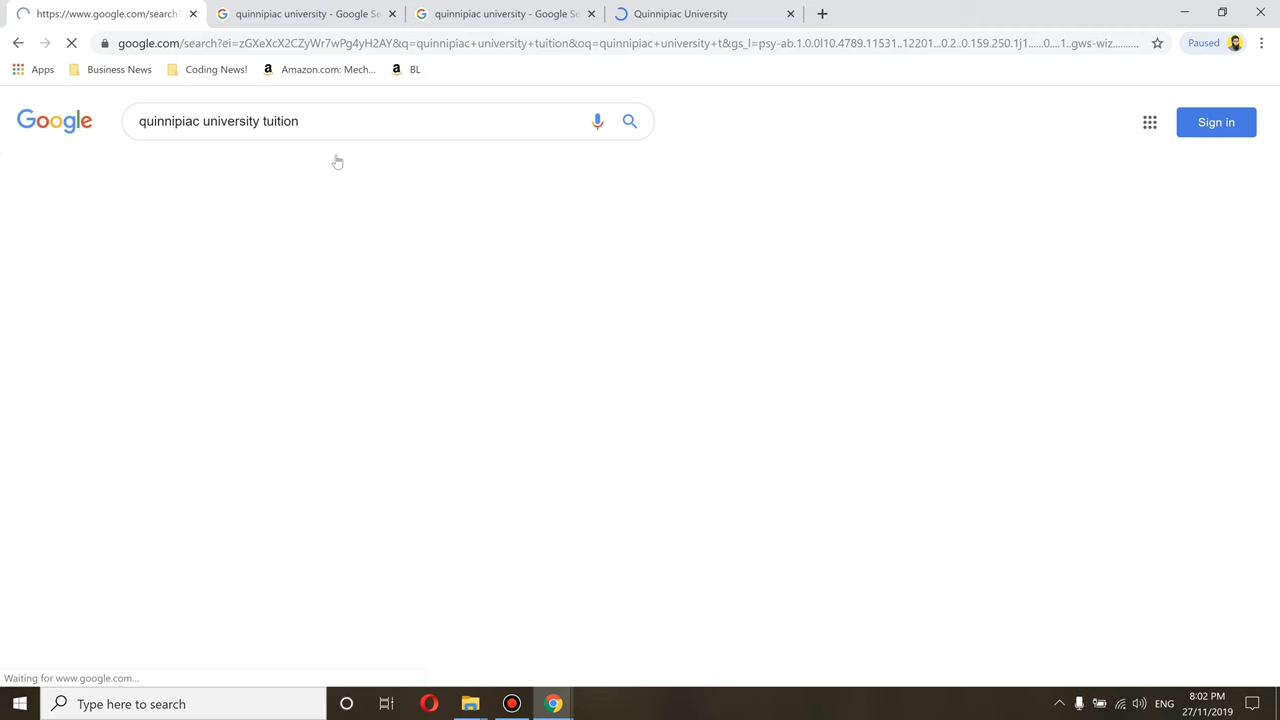 https://www.google.com/search?
quinnipiac university - Google Se
quinnipiac university - Google Se
Quinnipiac University
google.com/search?ei=zGXeXcX2CZyWr7wPg4yH2AY&q=quinnipiac+university+tuition&oq=quinnipiac+university+t&gs_l=psy-ab.1.0.0l10.4789.11531..12201...0.2..0.159.250.1j1......0....1..gws-wiz..........
Paused
Apps
Business News
Coding News!
Amazon.com: Mech...
BL
Google
quinnipiac university tuition
Sign in
Waiting for www.google.com...
Type here to search
ENG
8:02 PM
27/11/2019